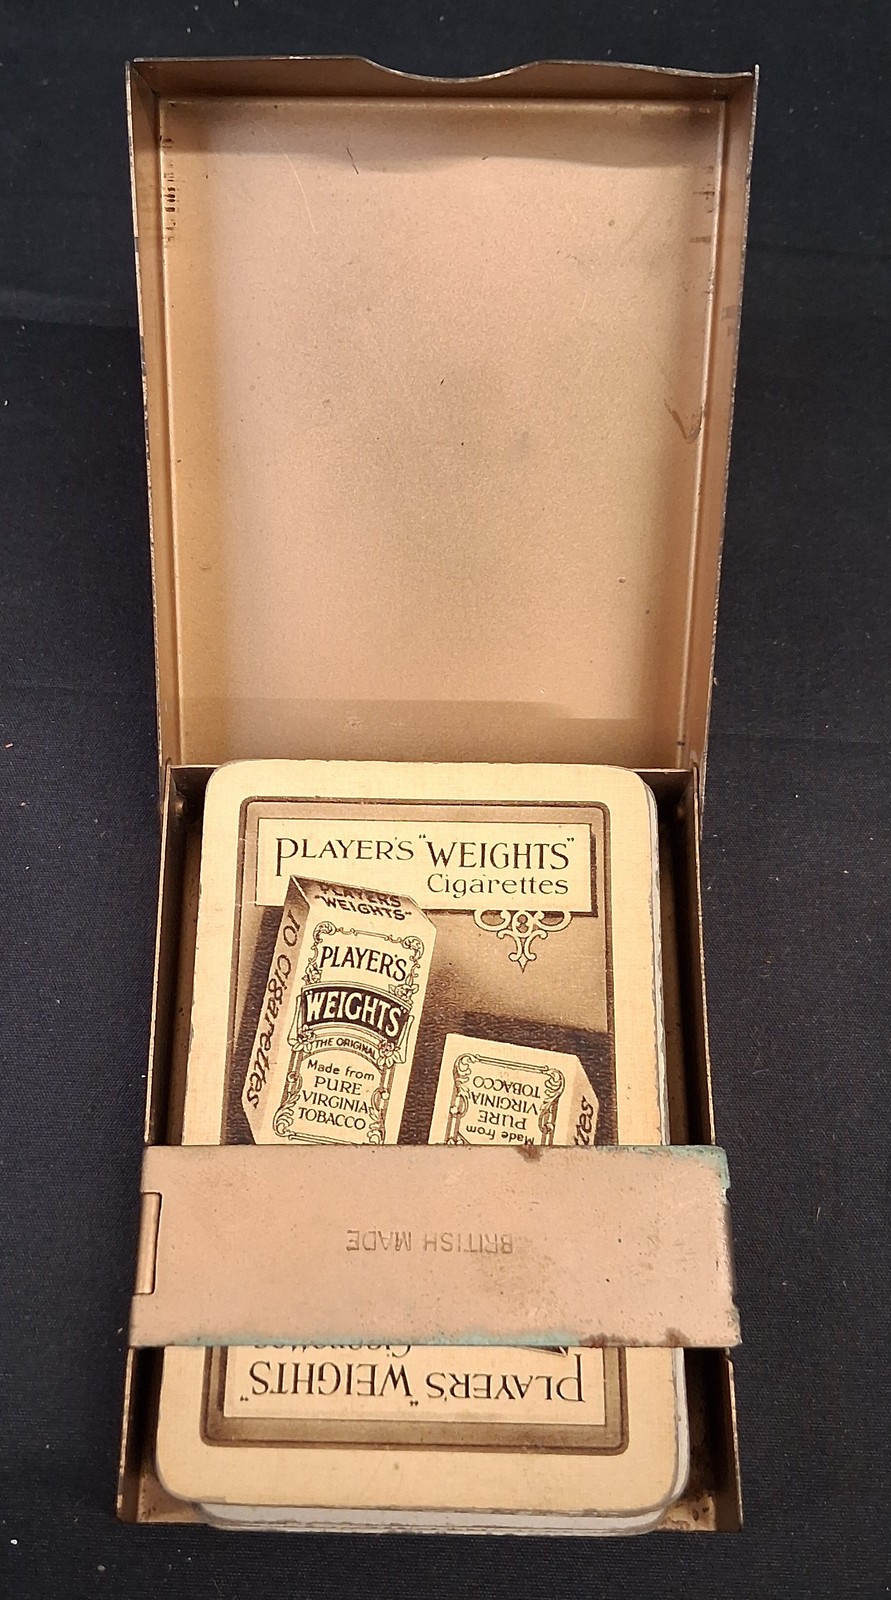 PLAYER'S "WEIGHTS"
Cigarettes
PLAYER'S
"WEIGHTS"
10 Cigarettes
PLAYER'S
"WEIGHTS"
THE ORIGINAL
Made from
PURE
VIRGINIA
TOBACCO
TOBACCO
VIRGINIA
PURE
Made from
BRITISH MADE
Cigarettes
PLAYER'S "WEIGHTS"